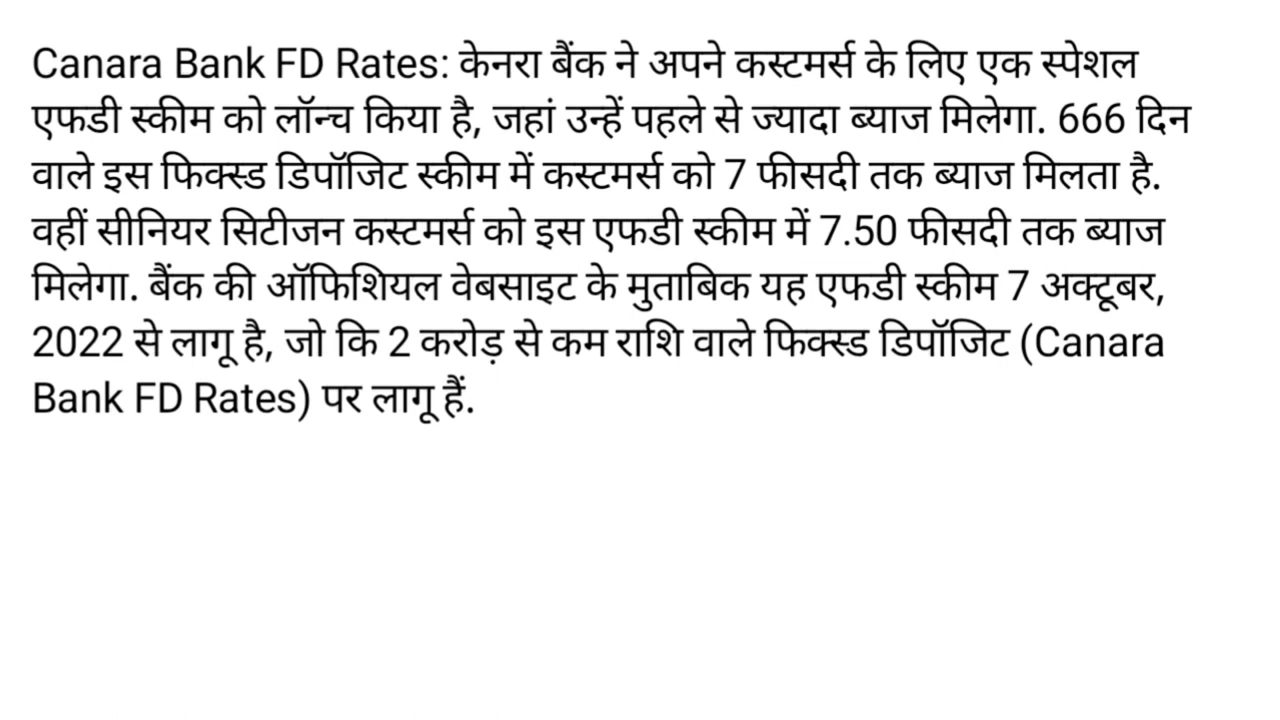 Canara Bank FD Rates: केनरा बैंक ने अपने कस्टमर्स के लिए एक स्पेशल
एफडी स्कीम को लॉन्च किया है, जहां उन्हें पहले से ज्यादा ब्याज मिलेगा. 666 दिन
वाले इस फिक्स्ड डिपॉजिट स्कीम में कस्टमर्स को 7 फीसदी तक ब्याज मिलता है.
वहीं सीनियर सिटीजन कस्टमर्स को इस एफडी स्कीम में 7.50 फीसदी तक ब्याज
मिलेगा. बैंक की ऑफिशियल वेबसाइट के मुताबिक यह एफडी स्कीम 7 अक्टूबर,
2022 से लागू है, जो कि 2 करोड़ से कम राशि वाले फिक्स्ड डिपॉजिट (Canara
Bank FD Rates) पर लागू हैं.